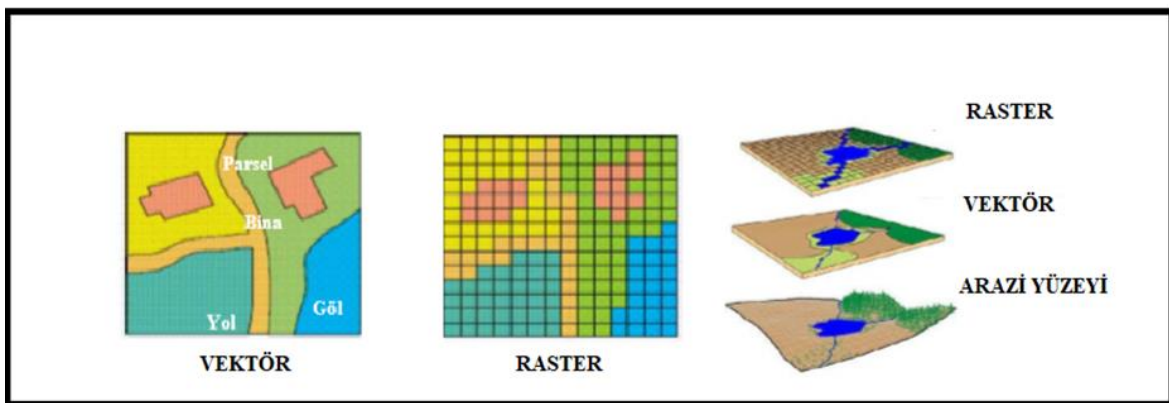 Parsel
Bina
Yol
Göl
VEKTÖR
RASTER
RASTER
VEKTÖR
ARAZİ YÜZEYİ